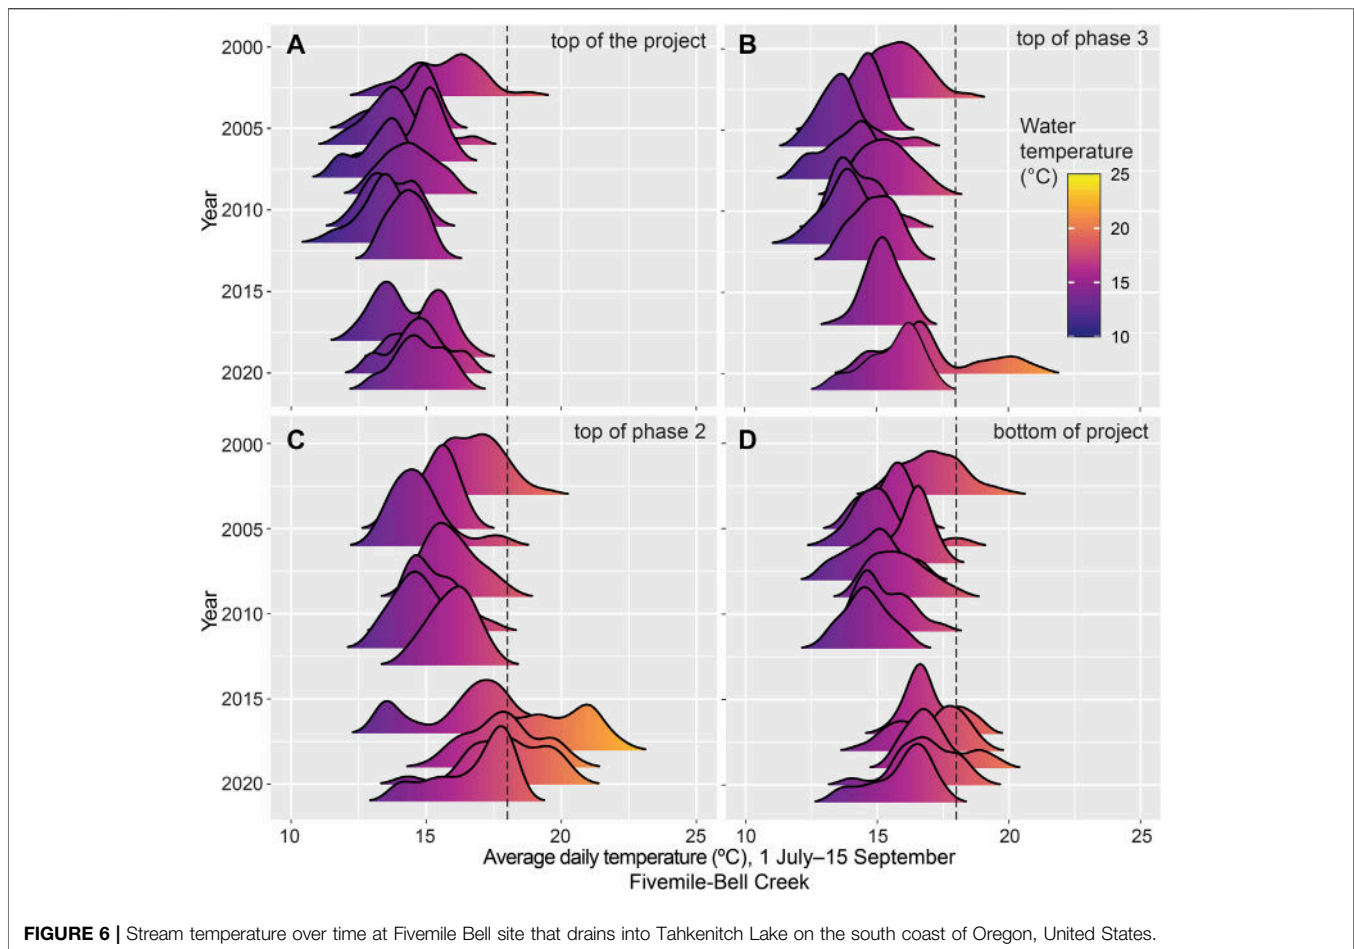 A
top of the project
B
top of phase 3
2000
2005
2010
2015
2020
Year
Water
temperature
(°C)
25
20
15
10
C
top of phase 2
D
bottom of project
2000
2005
2010
2015
2020
Year
10 15 20 25 10 15 20 25
Average daily temperature (ºC), 1 July–15 September
Fivemile-Bell Creek
FIGURE 6 | Stream temperature over time at Fivemile Bell site that drains into Tahkenitch Lake on the south coast of Oregon, United States.